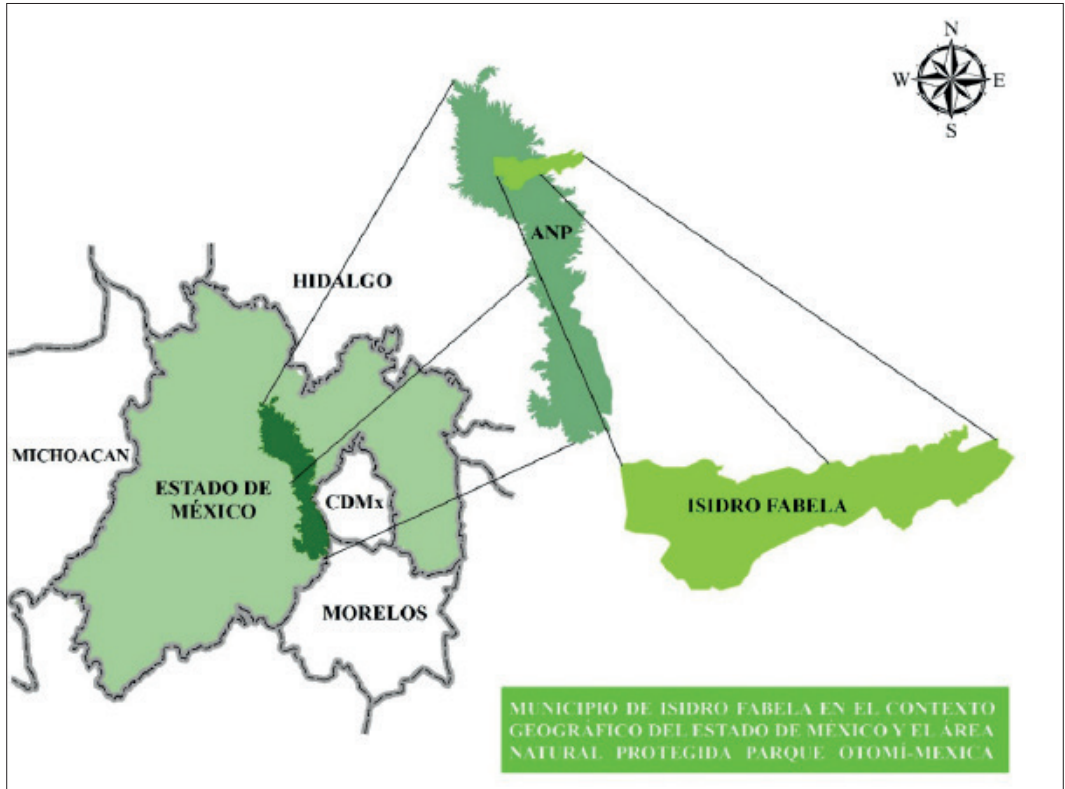 N
W E
S
ANP
HIDALGO
MICHOACAN
ESTADO DE
MÉXICO
CDMx
ISIDRO FABELA
MORELOS
MUNICIPIO DE ISIDRO FABELA EN EL CONTEXTO
GEOGRÁFICO DEL ESTADO DE MÉXICO Y EL ÁREA
NATURAL PROTEGIDA PARQUE OTOMÍ-MEXICA